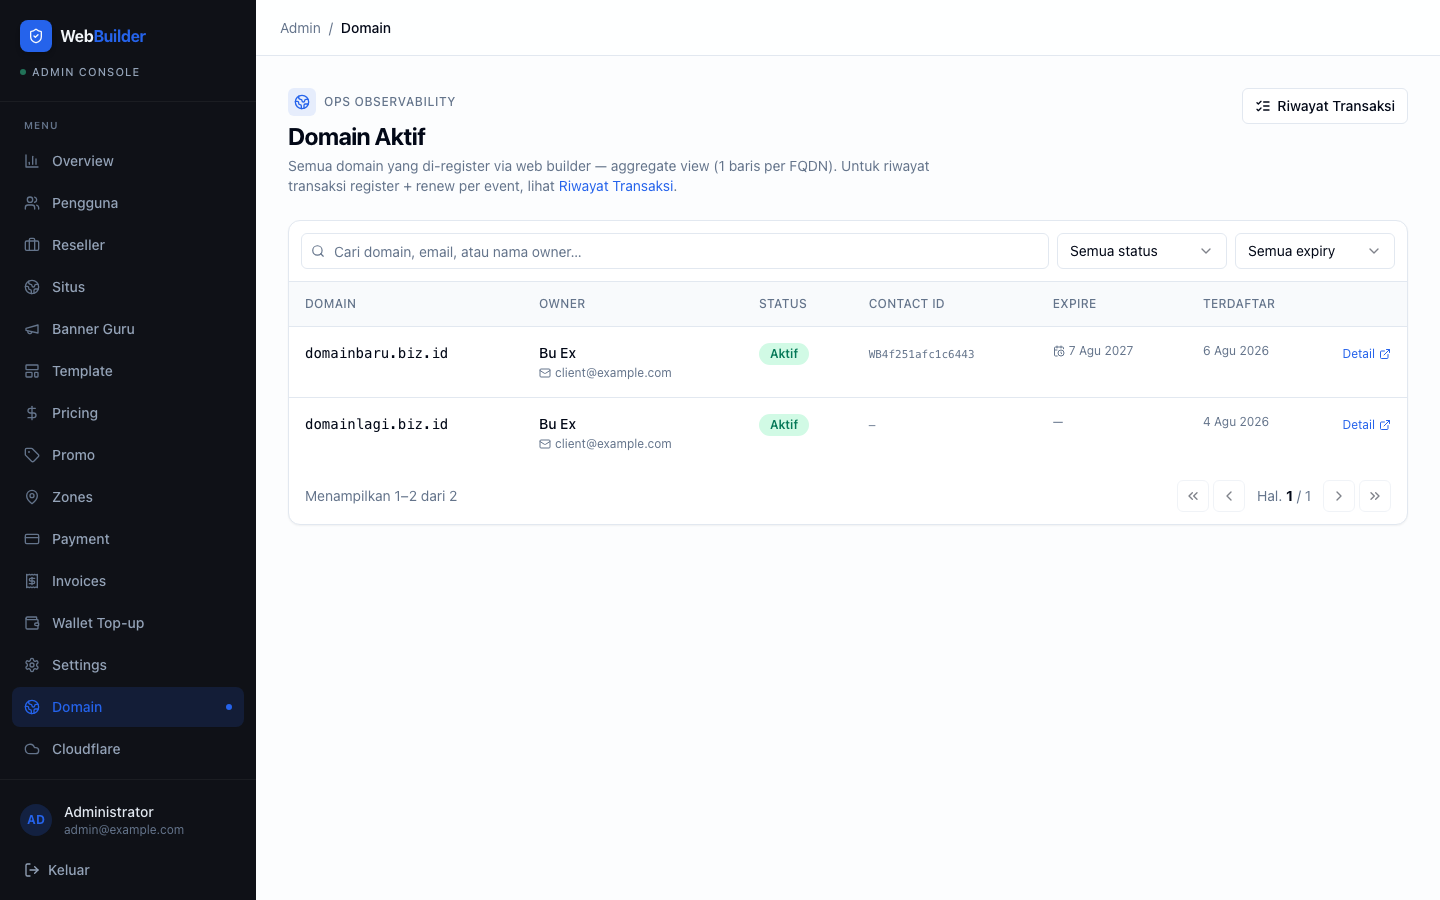 WebBuilder
ADMIN CONSOLE
MENU
Overview
Pengguna
Reseller
Situs
Banner Guru
Template
Pricing
Promo
Zones
Payment
Invoices
Wallet Top-up
Settings
Domain
Cloudflare
AD
Administrator
admin@example.com
Keluar
Admin / Domain
OPS OBSERVABILITY
Riwayat Transaksi
Domain Aktif
Semua domain yang di-register via web builder — aggregate view (1 baris per FQDN). Untuk riwayat
transaksi register + renew per event, lihat Riwayat Transaksi.
Cari domain, email, atau nama owner...
Semua status
Semua expiry
DOMAIN OWNER STATUS CONTACT ID EXPIRE TERDAFTAR
domainbaru.biz.id Bu Ex Aktif WB4f251afc1c6443 7 Agu 2027 6 Agu 2026 Detail
client@example.com
domainlagi.biz.id Bu Ex Aktif — — 4 Agu 2026 Detail
client@example.com
Menampilkan 1–2 dari 2
Hal. 1 / 1